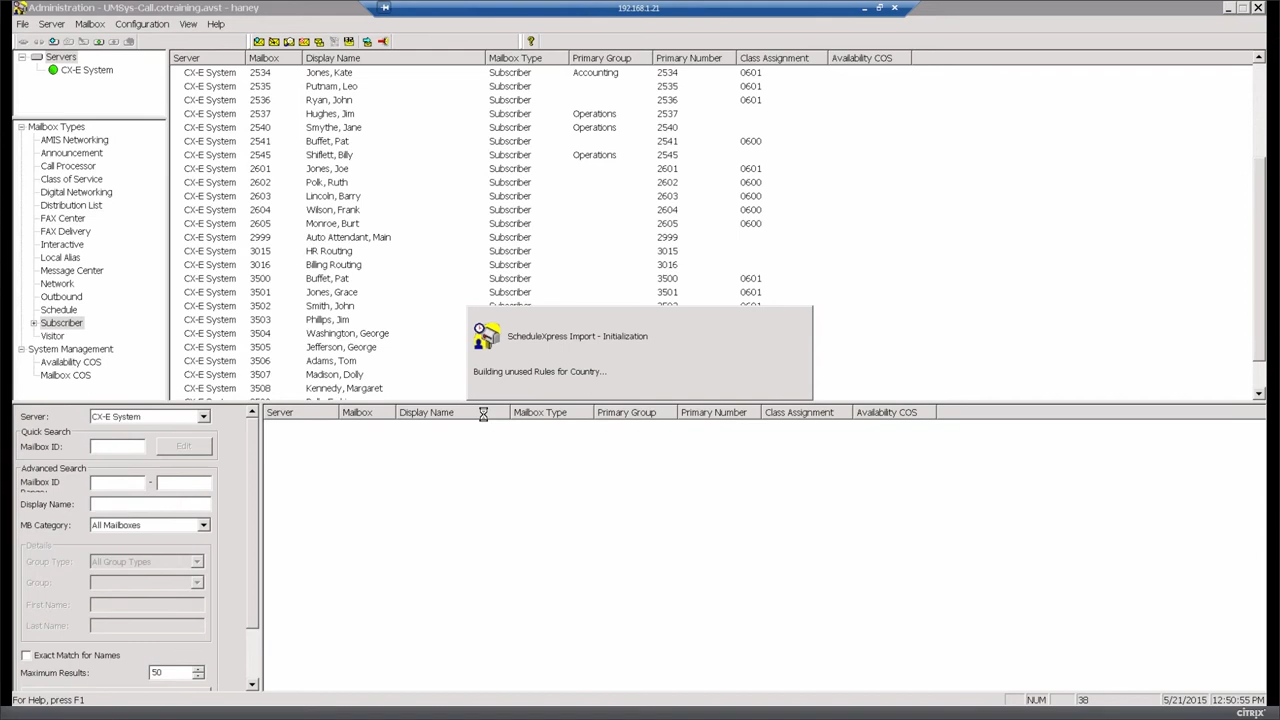 Administration - UMSys-Call.cxtraining.avst - haney
192.168.1.21
File Server Mailbox Configuration View Help
Servers
CX-E System
Mailbox Types
AMIS Networking
Announcement
Call Processor
Class of Service
Digital Networking
Distribution List
FAX Center
FAX Delivery
Interactive
Local Alias
Message Center
Network
Outbound
Schedule
Subscriber
Visitor
System Management
Availability COS
Mailbox COS
Server Mailbox Display Name Mailbox Type Primary Group Primary Number Class Assignment Availability COS
CX-E System 2534 Jones, Kate Subscriber Accounting 2534 0601
CX-E System 2535 Putnam, Leo Subscriber 2535 0601
CX-E System 2536 Ryan, John Subscriber 2536 0601
CX-E System 2537 Hughes, Jim Subscriber Operations 2537
CX-E System 2540 Smythe, Jane Subscriber Operations 2540
CX-E System 2541 Buffet, Pat Subscriber 2541 0600
CX-E System 2545 Shiflett, Billy Subscriber Operations 2545
CX-E System 2601 Jones, Joe Subscriber 2601 0601
CX-E System 2602 Polk, Ruth Subscriber 2602 0600
CX-E System 2603 Lincoln, Barry Subscriber 2603 0600
CX-E System 2604 Wilson, Frank Subscriber 2604 0600
CX-E System 2605 Monroe, Burt Subscriber 2605 0600
CX-E System 2999 Auto Attendant, Main Subscriber 2999
CX-E System 3015 HR Routing Subscriber 3015
CX-E System 3016 Billing Routing Subscriber 3016
CX-E System 3500 Buffet, Pat Subscriber 3500 0601
CX-E System 3501 Jones, Grace Subscriber 3501 0601
CX-E System 3502 Smith, John
CX-E System 3503 Phillips, Jim
CX-E System 3504 Washington, George
CX-E System 3505 Jefferson, George
CX-E System 3506 Adams, Tom
CX-E System 3507 Madison, Dolly
CX-E System 3508 Kennedy, Margaret
ScheduleXpress Import - Initialization
Building unused Rules for Country...
Server: CX-E System
Quick Search
Mailbox ID: Edit
Advanced Search
Mailbox ID -
Display Name:
MB Category: All Mailboxes
Details
Group Type: All Group Types
Group:
First Name:
Last Name:
Exact Match for Names
Maximum Results: 50
Server Mailbox Display Name Mailbox Type Primary Group Primary Number Class Assignment Availability COS
For Help, press F1
NUM 38 5/21/2015 12:50:55 PM
CITRIX